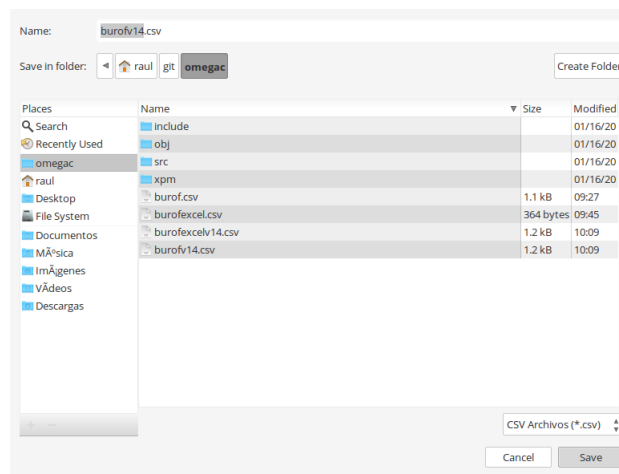 Name: burofv14.csv
Save in folder: raul git omegac Create Folder
Places Name Size Modified
Search include 01/16/20
Recently Used obj 01/16/20
omegac src 01/16/20
raul xpm 01/16/20
Desktop burof.csv 1.1 kB 09:27
File System burofexcel.csv 364 bytes 09:45
Documentos burofexcelv14.csv 1.2 kB 10:09
MÃºsica burofv14.csv 1.2 kB 10:09
ImÃ¡genes
VÃ­deos
Descargas
CSV Archivos (*.csv)
Cancel Save